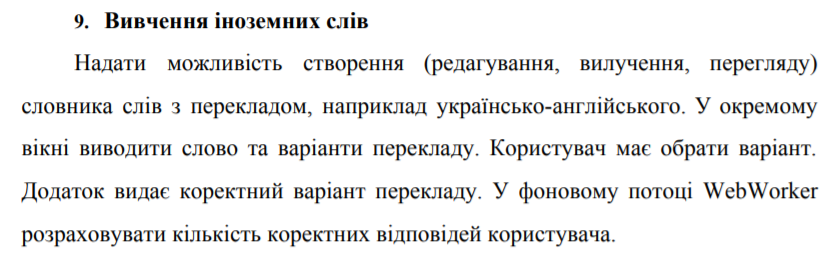 9. Вивчення іноземних слів
Надати можливість створення (редагування, вилучення, перегляду)
словника слів з перекладом, наприклад українсько-англійського. У окремому
вікні виводити слово та варіанти перекладу. Користувач має обрати варіант.
Додаток видає коректний варіант перекладу. У фоновому потоці WebWorker
розраховувати кількість коректних відповідей користувача.